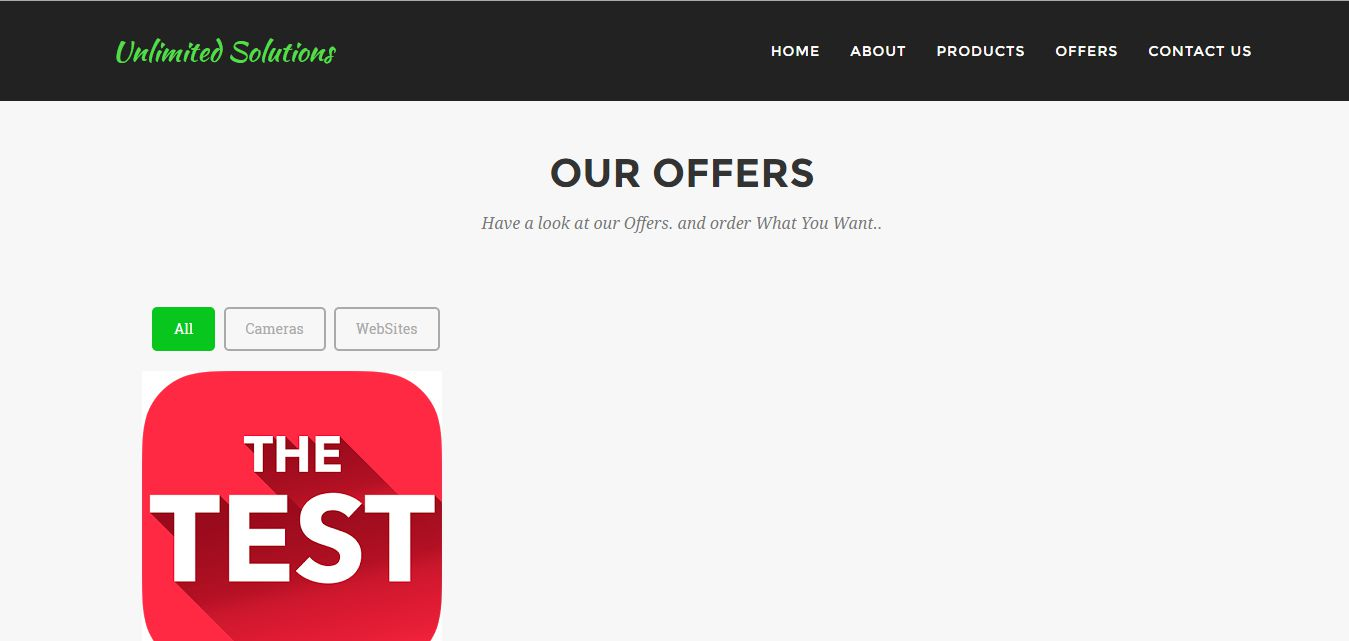 Unlimited Solutions
HOME ABOUT PRODUCTS OFFERS CONTACT US
OUR OFFERS
Have a look at our Offers. and order What You Want..
All Cameras WebSites
THE
TEST